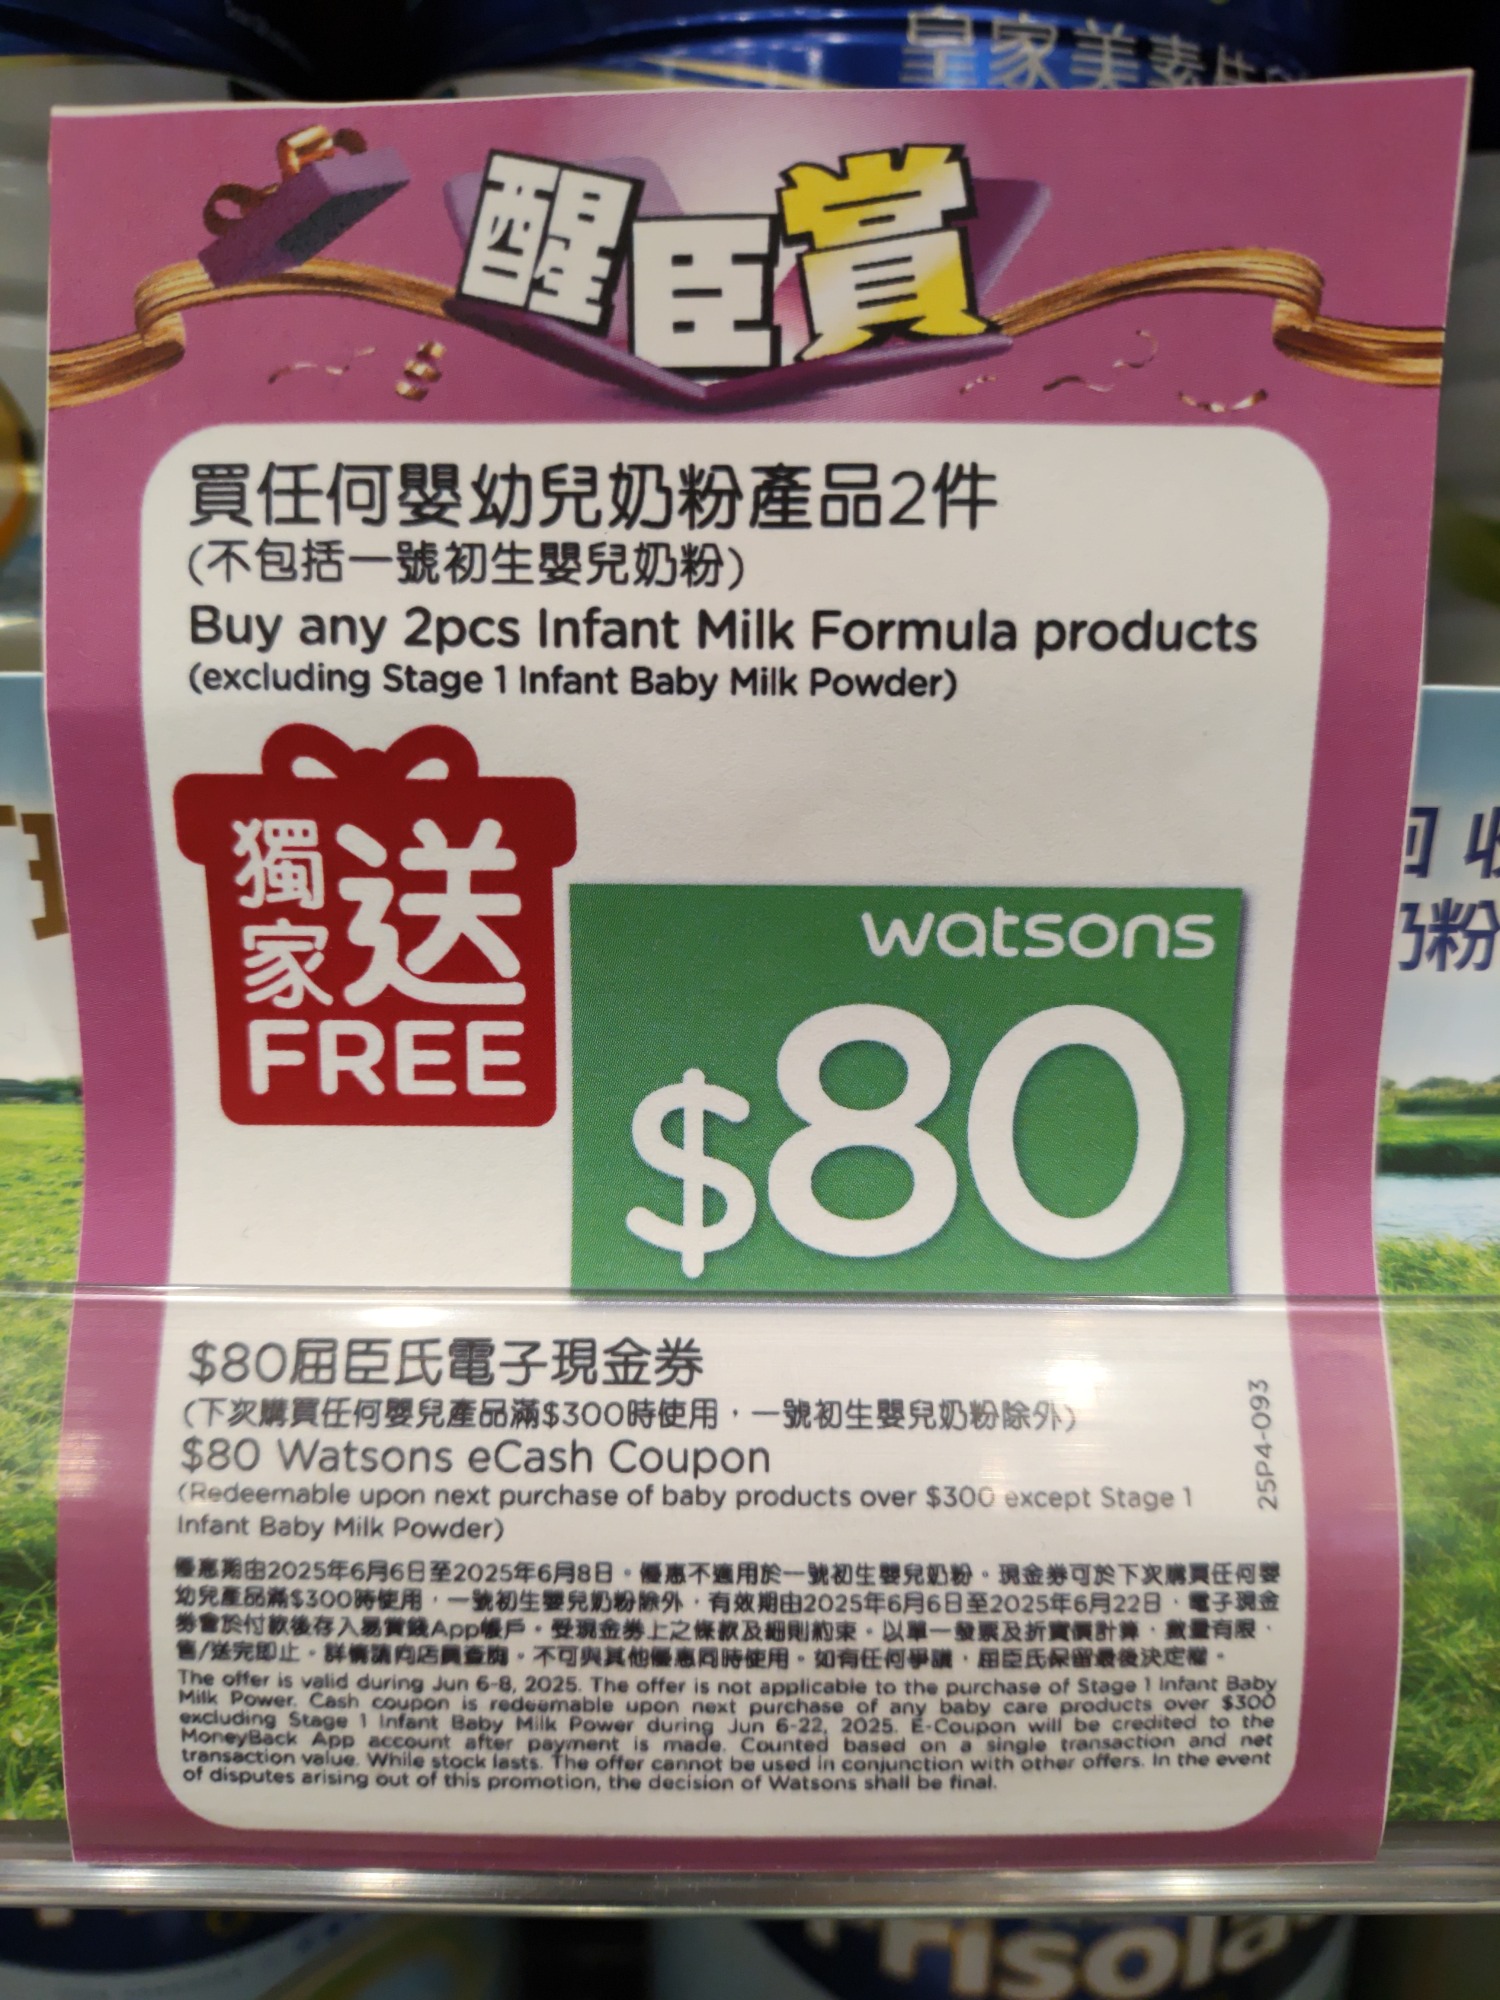 皇家美素佳兒
醒臣賞
買任何嬰幼兒奶粉產品2件
(不包括一號初生嬰兒奶粉)
Buy any 2pcs Infant Milk Formula products
(excluding Stage 1 Infant Baby Milk Powder)
獨家送
FREE
watsons
$80
回收
奶粉
$80屈臣氏電子現金券
(下次購買任何嬰兒產品滿$300時使用，一號初生嬰兒奶粉除外)
$80 Watsons eCash Coupon
(Redeemable upon next purchase of baby products over $300 except Stage 1
Infant Baby Milk Powder)
25P4-093
優惠期由2025年6月6日至2025年6月8日。優惠不適用於一號初生嬰兒奶粉。現金券可於下次購買任何嬰
幼兒產品滿$300時使用，一號初生嬰兒奶粉除外，有效期由2025年6月6日至2025年6月22日，電子現金
券會於付款後存入易賞錢App帳戶。受現金券上之條款及細則約束。以單一發票及折實價計算，數量有限，
售/送完即止。詳情請向店員查詢。不可與其他優惠同時使用。如有任何爭議，屈臣氏保留最後決定權。
The offer is valid during Jun 6-8, 2025. The offer is not applicable to the purchase of Stage 1 Infant Baby
Milk Power. Cash coupon is redeemable upon next purchase of any baby care products over $300
excluding Stage 1 Infant Baby Milk Power during Jun 6-22, 2025. E-Coupon will be credited to the
MoneyBack App account after payment is made. Counted based on a single transaction and net
transaction value. While stock lasts. The offer cannot be used in conjunction with other offers. In the event
of disputes arising out of this promotion, the decision of Watsons shall be final.
Frisolac